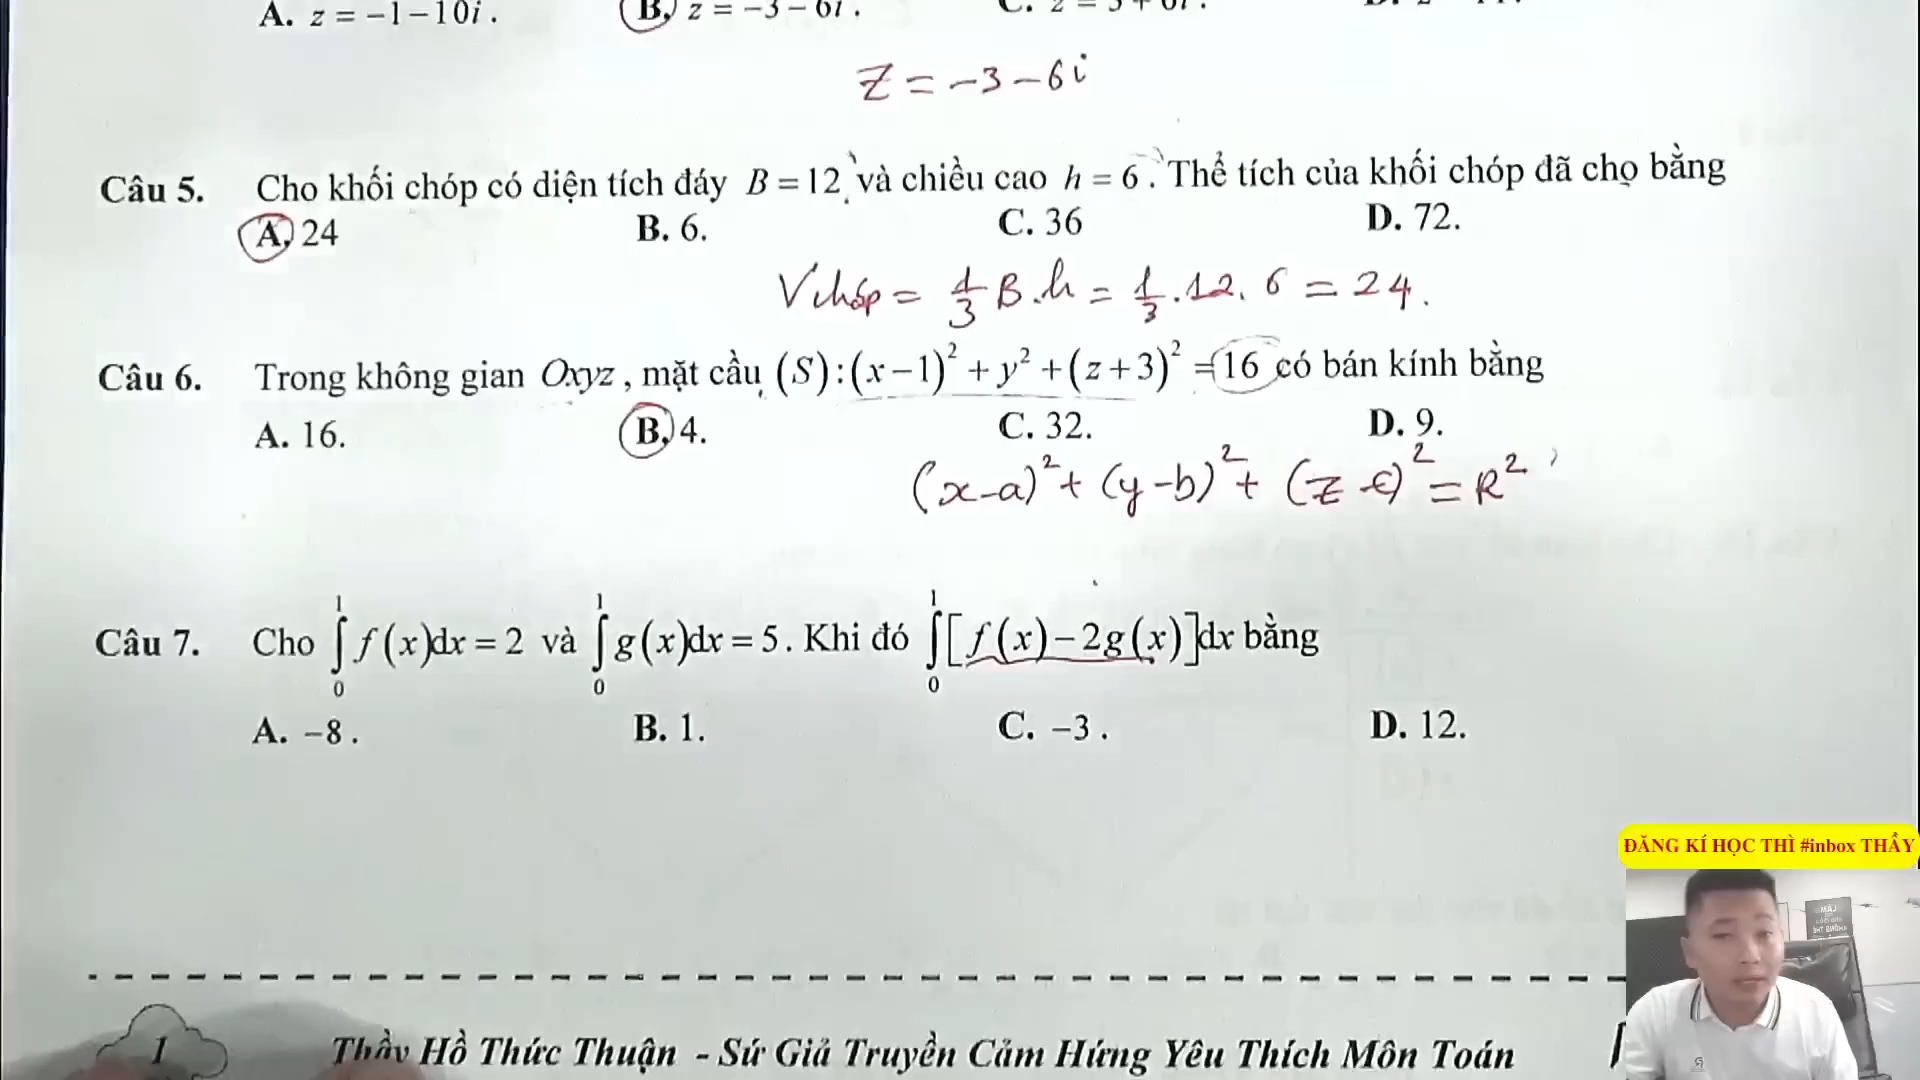 A. z = −1 − 10i . B. z = −3 − 6i .
Z = −3 − 6i
Câu 5. Cho khối chóp có diện tích đáy B = 12 và chiều cao h = 6 . Thể tích của khối chóp đã cho bằng
A. 24 B. 6. C. 36 D. 72.
V chóp = 1/3 B.h = 1/3 . 12. 6 = 24.
Câu 6. Trong không gian Oxyz , mặt cầu (S) : (x − 1)² + y² + (z + 3)² = 16 có bán kính bằng
A. 16. B. 4. C. 32. D. 9.
(x − a)² + (y − b)² + (z − c)² = R²
Câu 7. Cho ∫₀¹ f(x)dx = 2 và ∫₀¹ g(x)dx = 5 . Khi đó ∫₀¹ [f(x) − 2g(x)]dx bằng
A. −8 . B. 1. C. −3 . D. 12.
ĐĂNG KÍ HỌC THÌ #inbox THẦY
1 Thầy Hồ Thức Thuận - Sứ Giả Truyền Cảm Hứng Yêu Thích Môn Toán